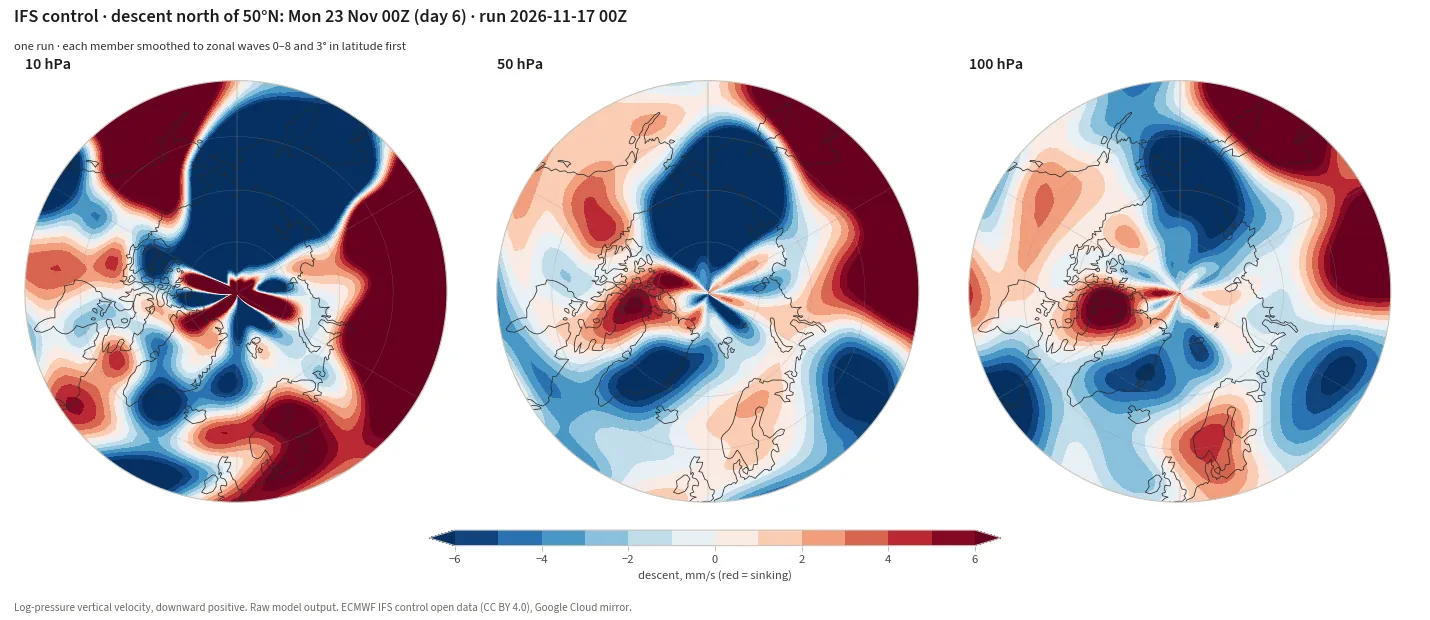 IFS control · descent north of 50°N: Mon 23 Nov 00Z (day 6) · run 2026-11-17 00Z
one run · each member smoothed to zonal waves 0–8 and 3° in latitude first
10 hPa
50 hPa
100 hPa
−6
−4
−2
0
2
4
6
descent, mm/s (red = sinking)
Log-pressure vertical velocity, downward positive. Raw model output. ECMWF IFS control open data (CC BY 4.0), Google Cloud mirror.